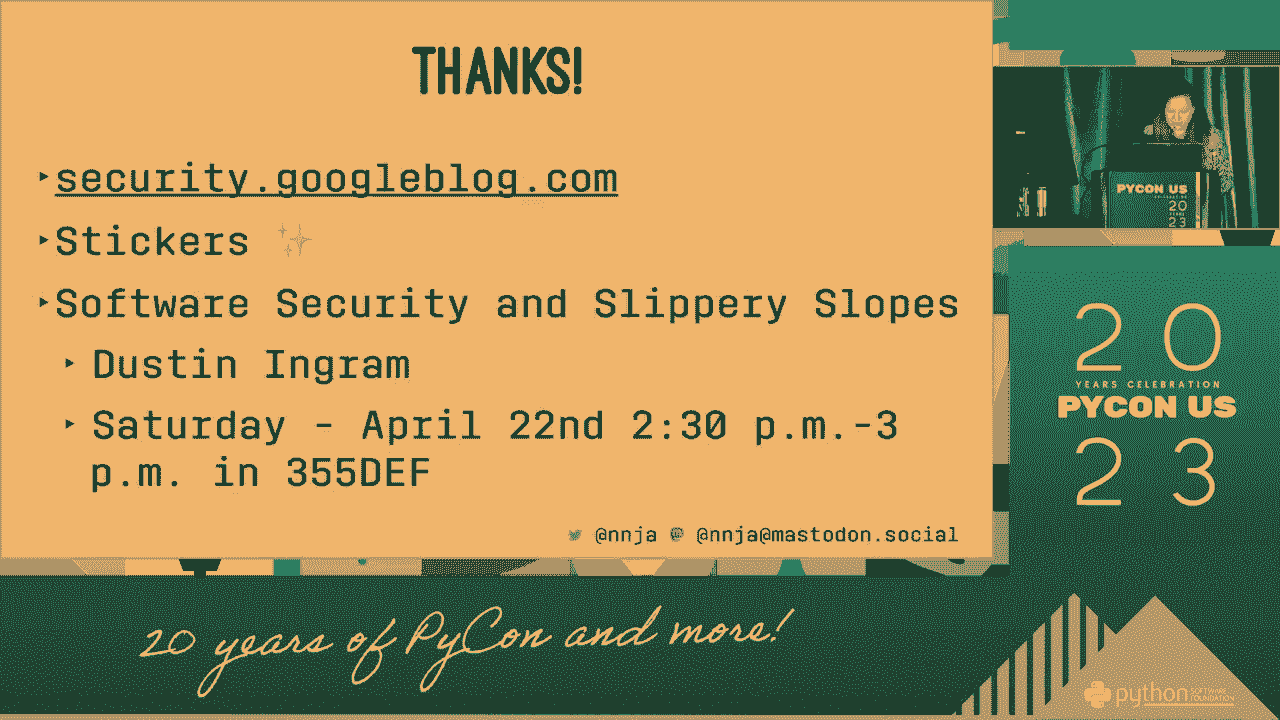 THANKS!
‣security.googleblog.com
‣Stickers ✨
‣Software Security and Slippery Slopes
‣ Dustin Ingram
‣ Saturday - April 22nd 2:30 p.m.-3
p.m. in 355DEF
@nnja @nnja@mastodon.social
PYCON US
20
23
20
YEARS CELEBRATION
PYCON US
23
20 years of PyCon and more!
python SOFTWARE
FOUNDATION